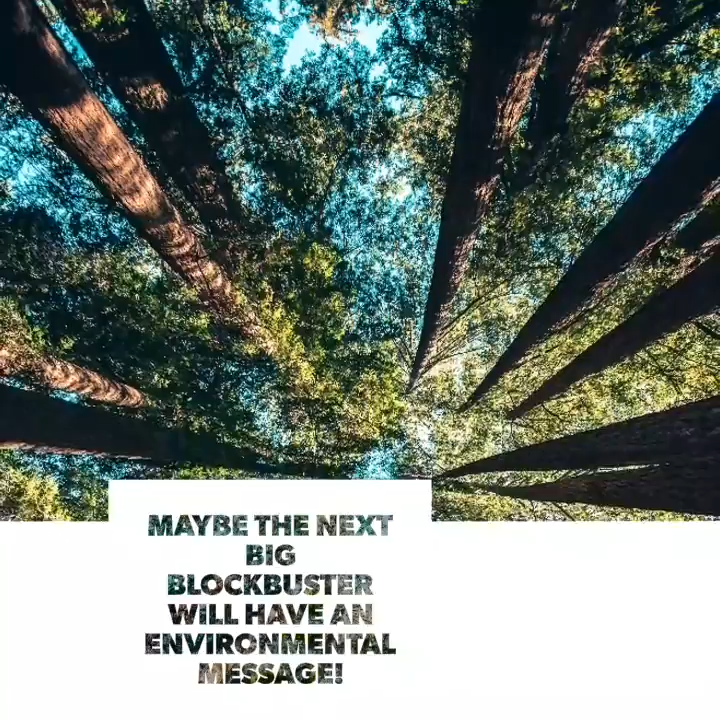 MAYBE THE NEXT
BIG
BLOCKBUSTER
WILL HAVE AN
ENVIRONMENTAL
MESSAGE!